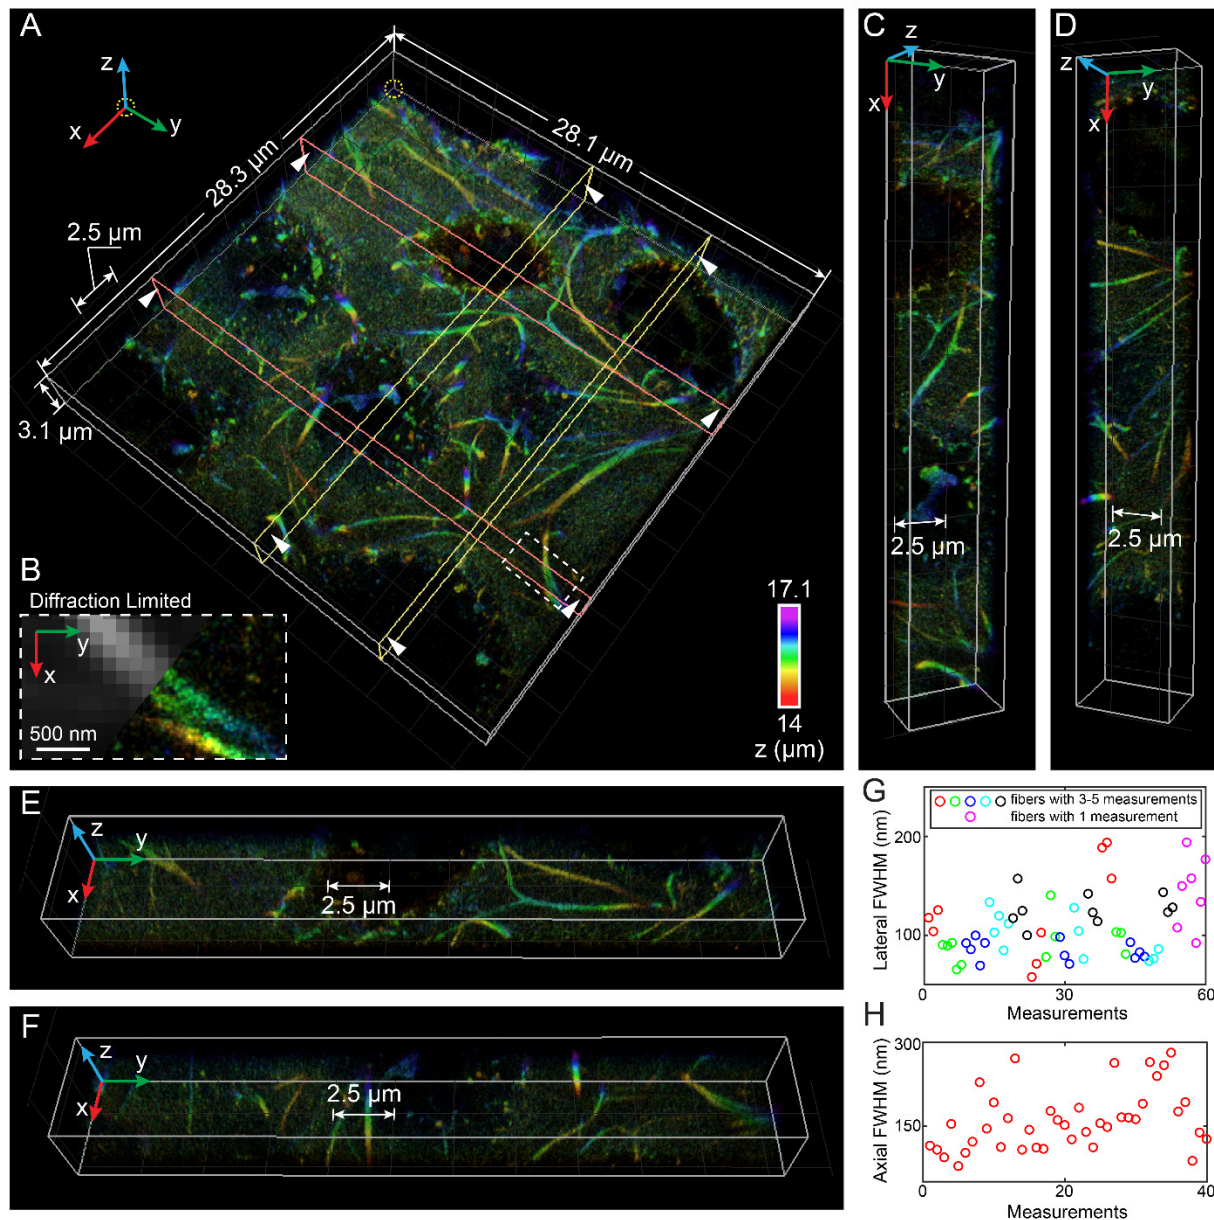 A
z
x
y
28.3 µm
28.1 µm
2.5 µm
3.1 µm
B
Diffraction Limited
y
x
500 nm
17.1
14
z (µm)
C
z
y
x
2.5 µm
D
z
y
x
2.5 µm
E
z
y
x
2.5 µm
F
z
y
x
2.5 µm
G
fibers with 3-5 measurements
fibers with 1 measurement
Lateral FWHM (nm)
200
100
0
30
60
Measurements
H
Axial FWHM (nm)
300
150
0
20
40
Measurements